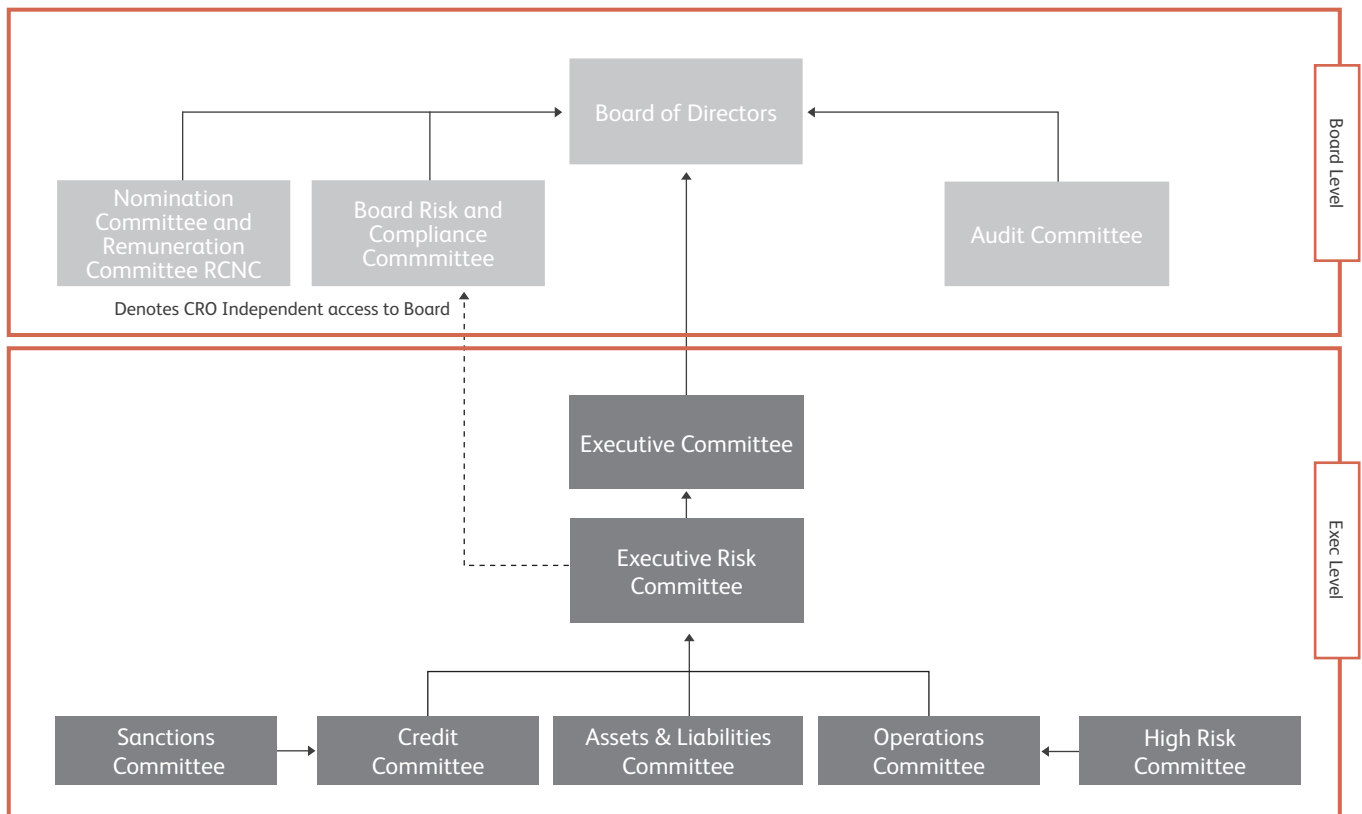 Board of Directors
Board Level
Nomination
Committee and
Remuneration
Committee RCNC
Board Risk and
Compliance
Commmittee
Audit Committee
Denotes CRO Independent access to Board
Executive Committee
Exec Level
Executive Risk
Committee
Sanctions
Committee
Credit
Committee
Assets & Liabilities
Committee
Operations
Committee
High Risk
Committee